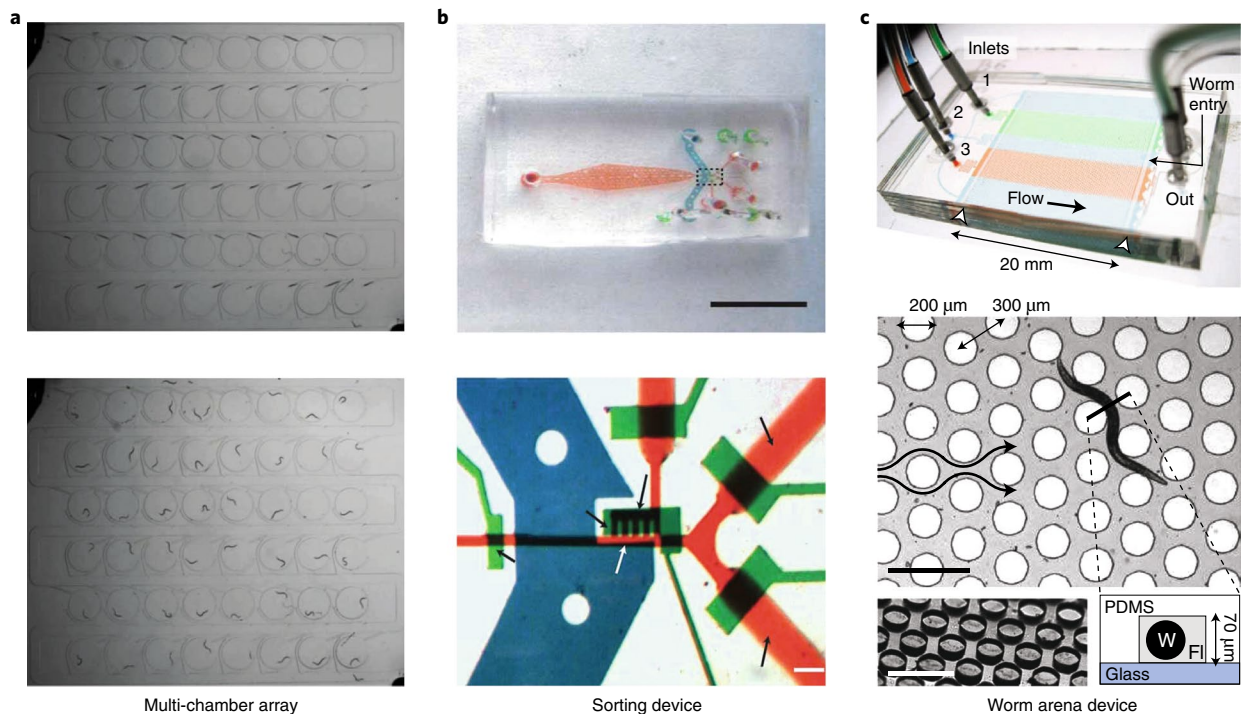 a
b
c
Inlets
1
2
3
Worm
entry
Flow
Out
20 mm
200 µm
300 µm
PDMS
W
Fl
70 µm
Glass
Multi-chamber array
Sorting device
Worm arena device